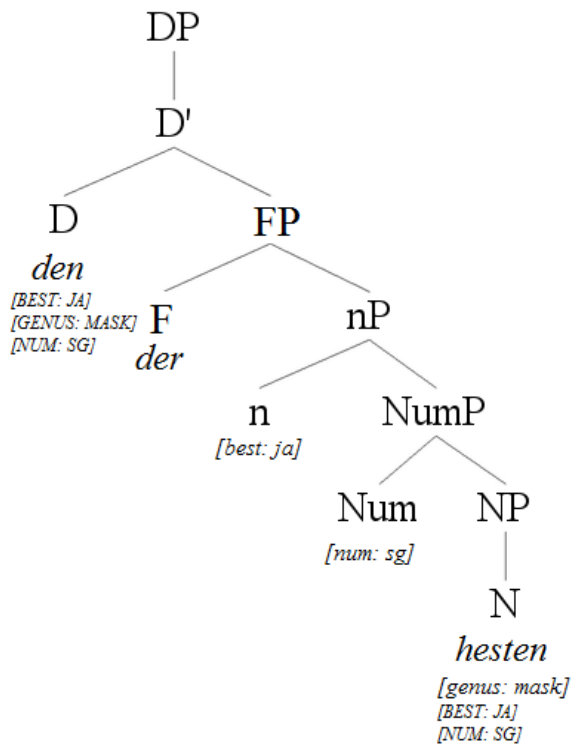 DP
D'
D FP
den
[BEST: JA]
[GENUS: MASK]
[NUM: SG]
F nP
der
n NumP
[best: ja]
Num NP
[num: sg]
N
hesten
[genus: mask]
[BEST: JA]
[NUM: SG]